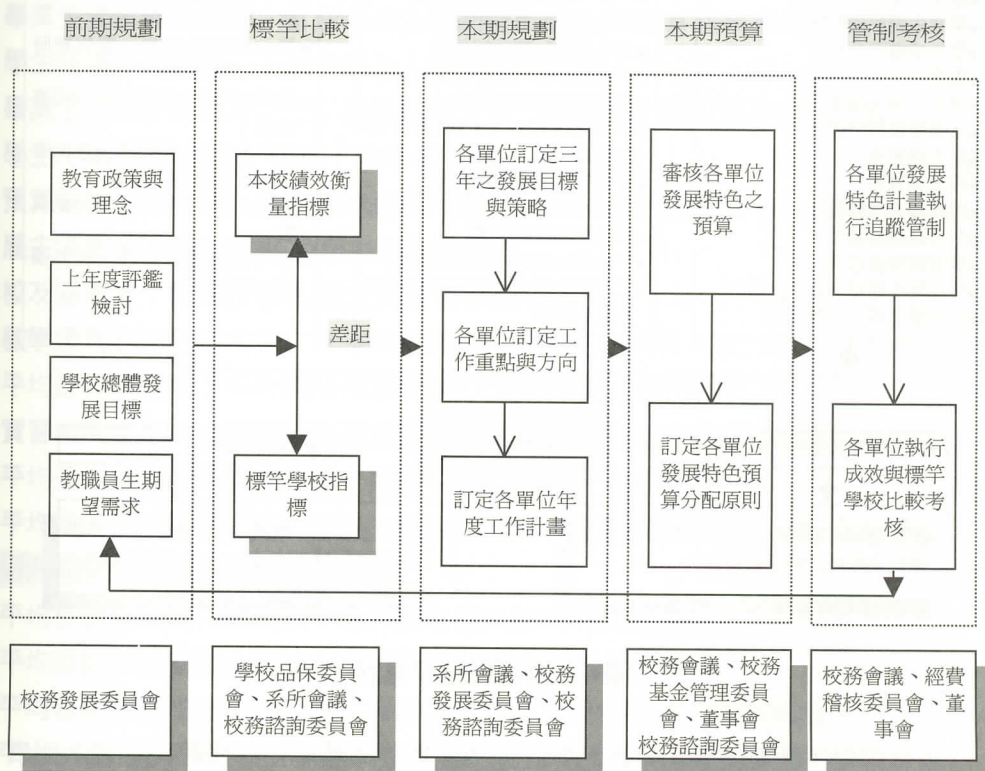 前期規劃
標竿比較
本期規劃
本期預算
管制考核
教育政策與
理念
上年度評鑑
檢討
學校總體發
展目標
教職員生期
望需求
本校績效衡
量指標
差距
標竿學校指
標
各單位訂定三
年之發展目標
與策略
各單位訂定工
作重點與方向
訂定各單位年
度工作計畫
審核各單位
發展特色之
預算
訂定各單位
發展特色預
算分配原則
各單位發展
特色計畫執
行追蹤管制
各單位執行
成效與標竿
學校比較考
核
校務發展委員會
學校品保委員
會、系所會議、
校務諮詢委員會
系所會議、校務
發展委員會、校
務諮詢委員會
校務會議、校務
基金管理委員
會、董事會
校務諮詢委員會
校務會議、經費
稽核委員會、董
事會